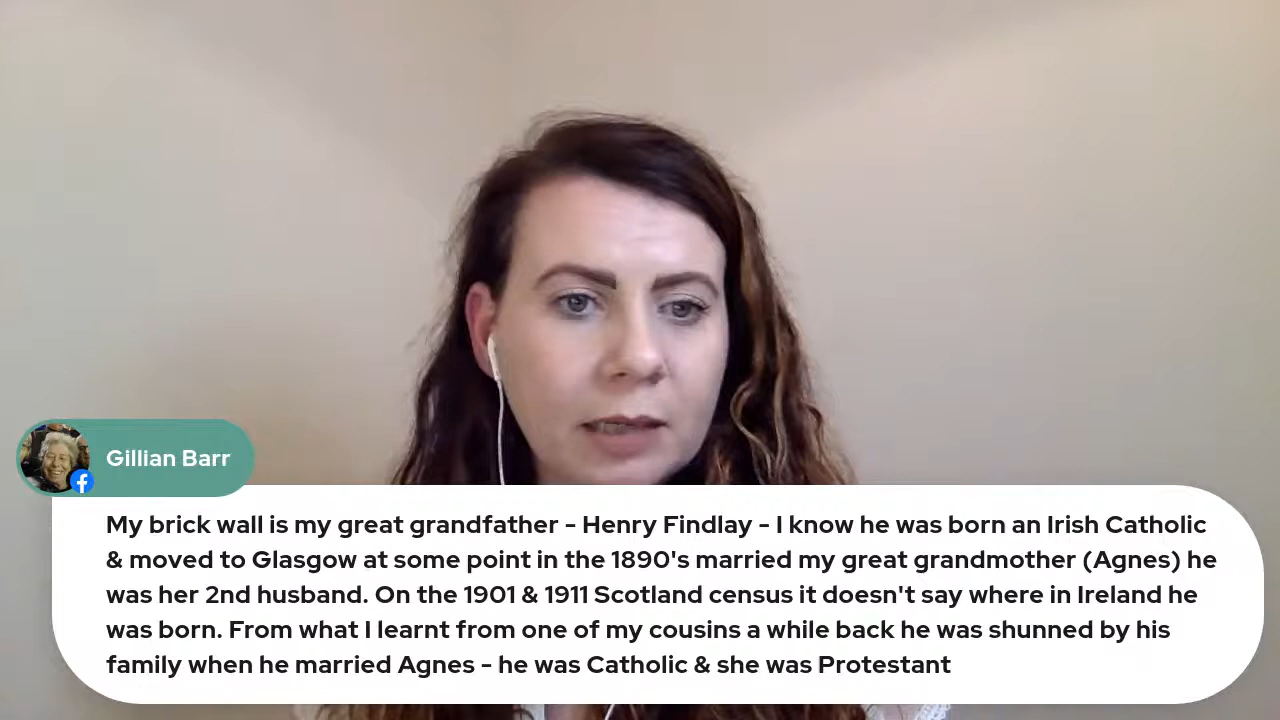 Gillian Barr
My brick wall is my great grandfather - Henry Findlay - I know he was born an Irish Catholic
& moved to Glasgow at some point in the 1890's married my great grandmother (Agnes) he
was her 2nd husband. On the 1901 & 1911 Scotland census it doesn't say where in Ireland he
was born. From what I learnt from one of my cousins a while back he was shunned by his
family when he married Agnes - he was Catholic & she was Protestant